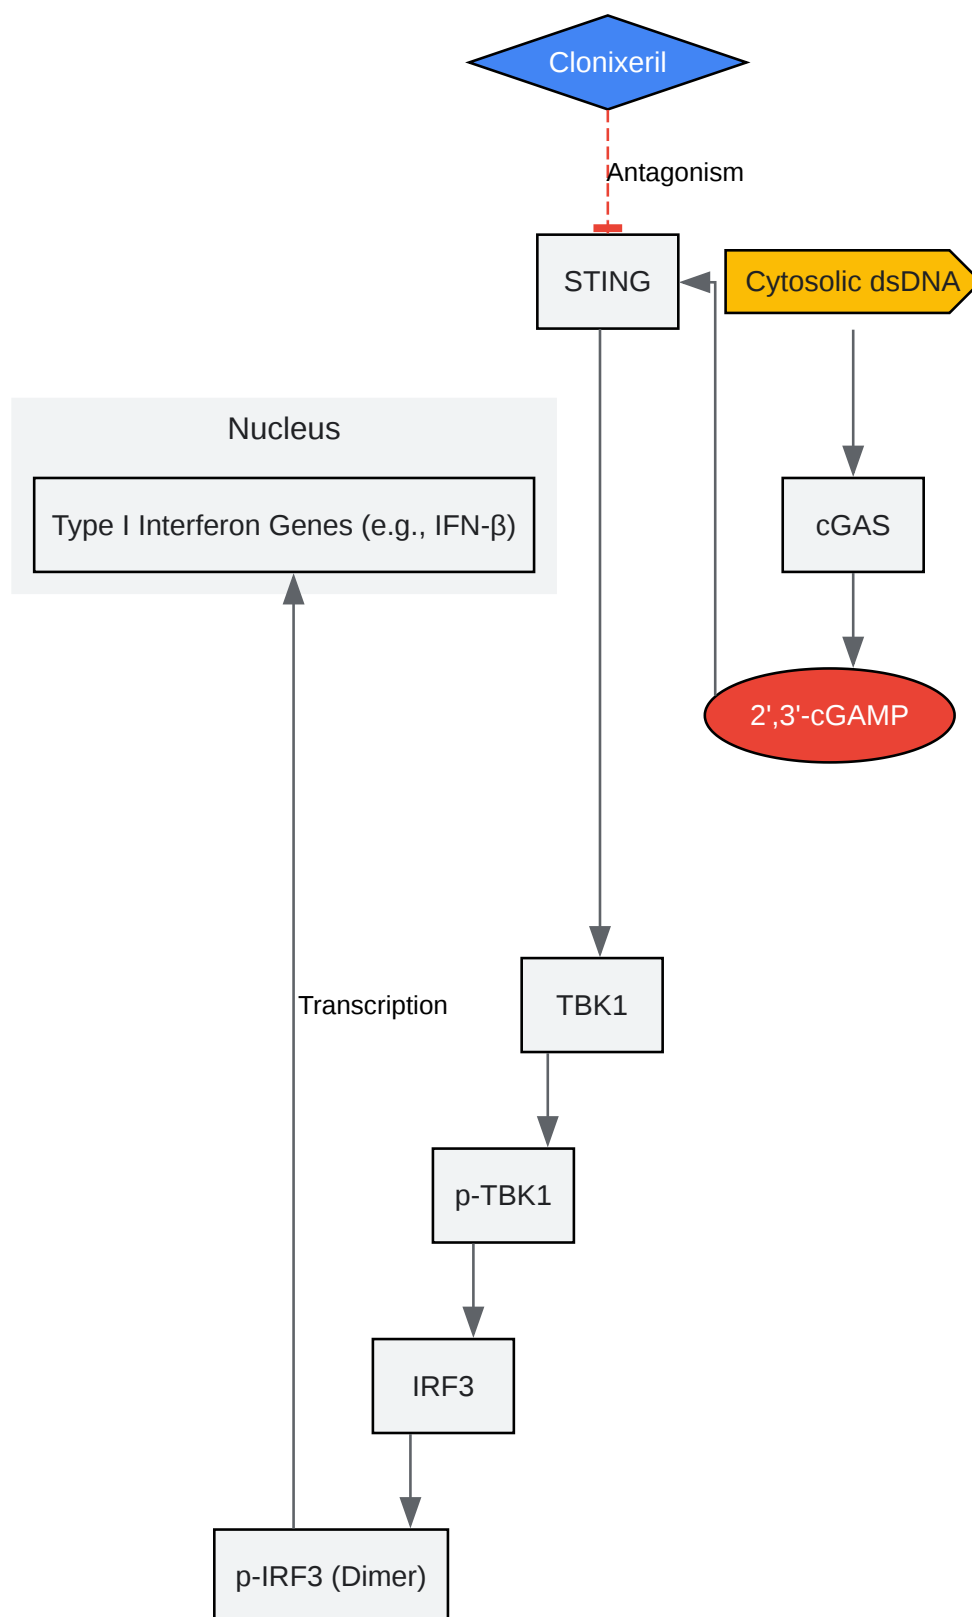 Clonixeril
Antagonism
STING
Cytosolic dsDNA
Nucleus
Type I Interferon Genes (e.g., IFN-β)
cGAS
2',3'-cGAMP
TBK1
Transcription
p-TBK1
IRF3
p-IRF3 (Dimer)